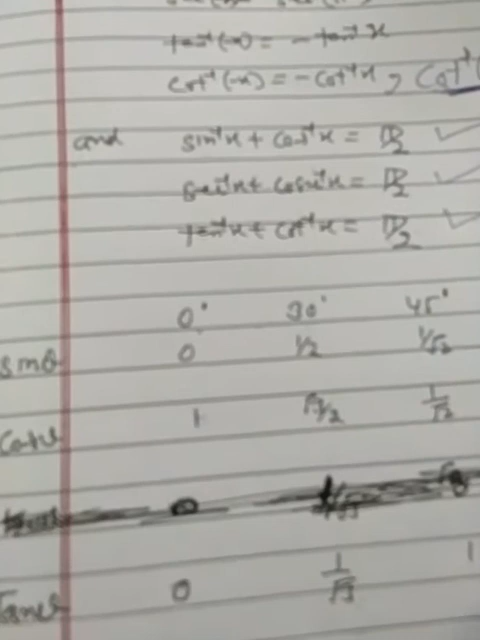 tan⁻¹(-x) = - tan⁻¹x
cot⁻¹(-x) = - cot⁻¹x , Cot⁻¹(
and sin⁻¹x + cos⁻¹x = π/2 ✓
sec⁻¹x + cosec⁻¹x = π/2 ✓
tan⁻¹x + cot⁻¹x = π/2 ✓
0° 30° 45°
sinθ 0 1/2 1/√2
Cosθ 1 √3/2 1/√2
Tanθ 0 1/√3 1